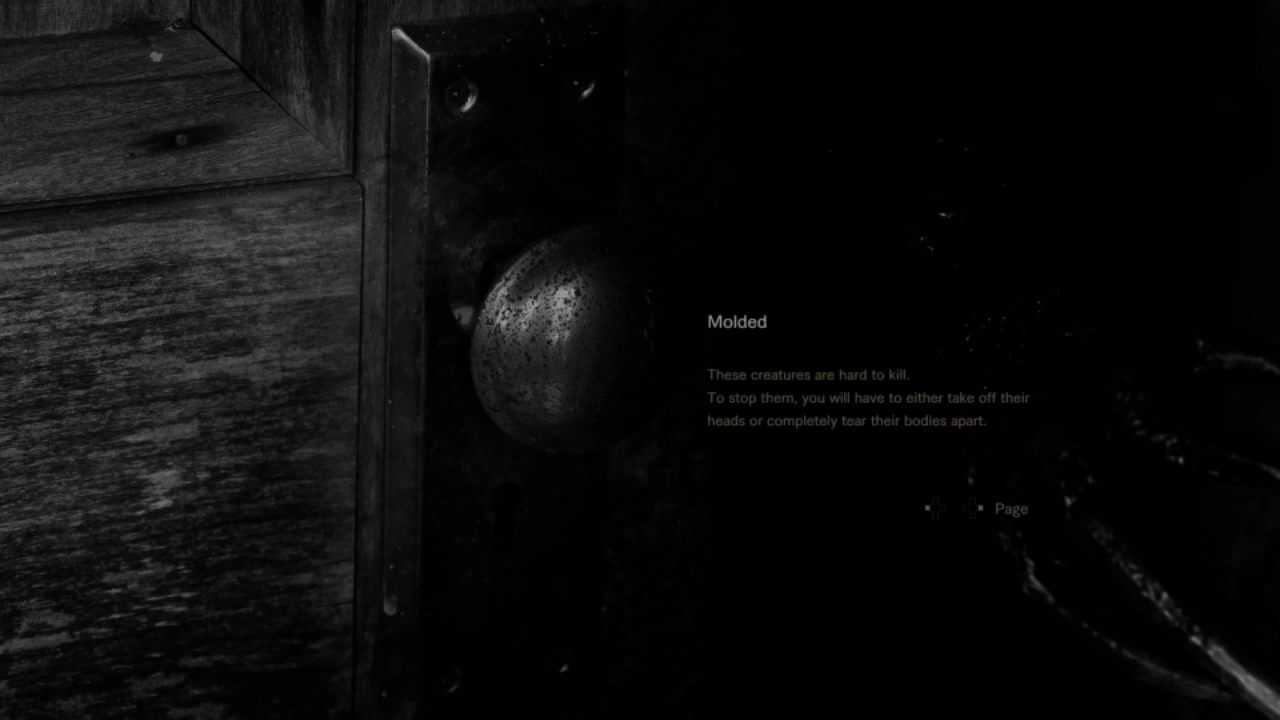 Molded
These creatures are hard to kill.
To stop them, you will have to either take off their
heads or completely tear their bodies apart.
Page